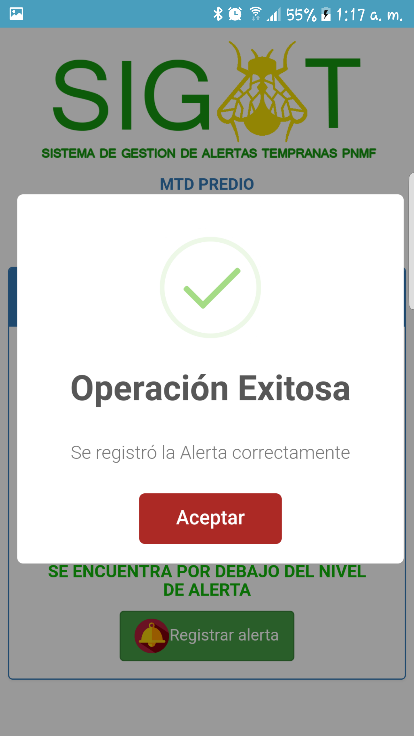 55% 1:17 a. m.
SIGAT
SISTEMA DE GESTION DE ALERTAS TEMPRANAS PNMF
MTD PREDIO
Operación Exitosa
Se registró la Alerta correctamente
Aceptar
SE ENCUENTRA POR DEBAJO DEL NIVEL
DE ALERTA
Registrar alerta